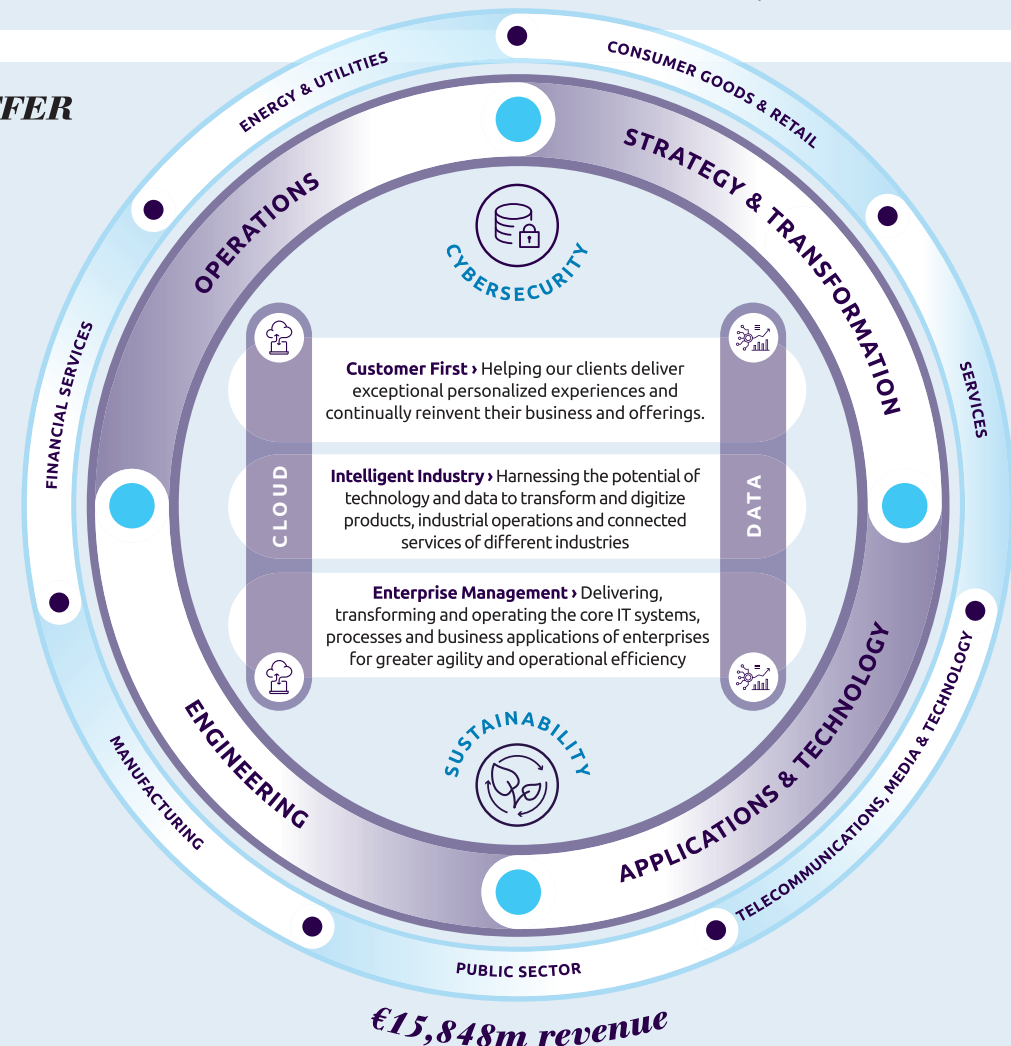 FFER
ENERGY & UTILITIES
CONSUMER GOODS & RETAIL
OPERATIONS
STRATEGY & TRANSFORMATION
CYBERSECURITY
FINANCIAL SERVICES
SERVICES
CLOUD
DATA
Customer First › Helping our clients deliver
exceptional personalized experiences and
continually reinvent their business and offerings.
Intelligent Industry › Harnessing the potential of
technology and data to transform and digitize
products, industrial operations and connected
services of different industries
Enterprise Management › Delivering,
transforming and operating the core IT systems,
processes and business applications of enterprises
for greater agility and operational efficiency
SUSTAINABILITY
ENGINEERING
APPLICATIONS & TECHNOLOGY
MANUFACTURING
TELECOMMUNICATIONS, MEDIA & TECHNOLOGY
PUBLIC SECTOR
€15,848m revenue